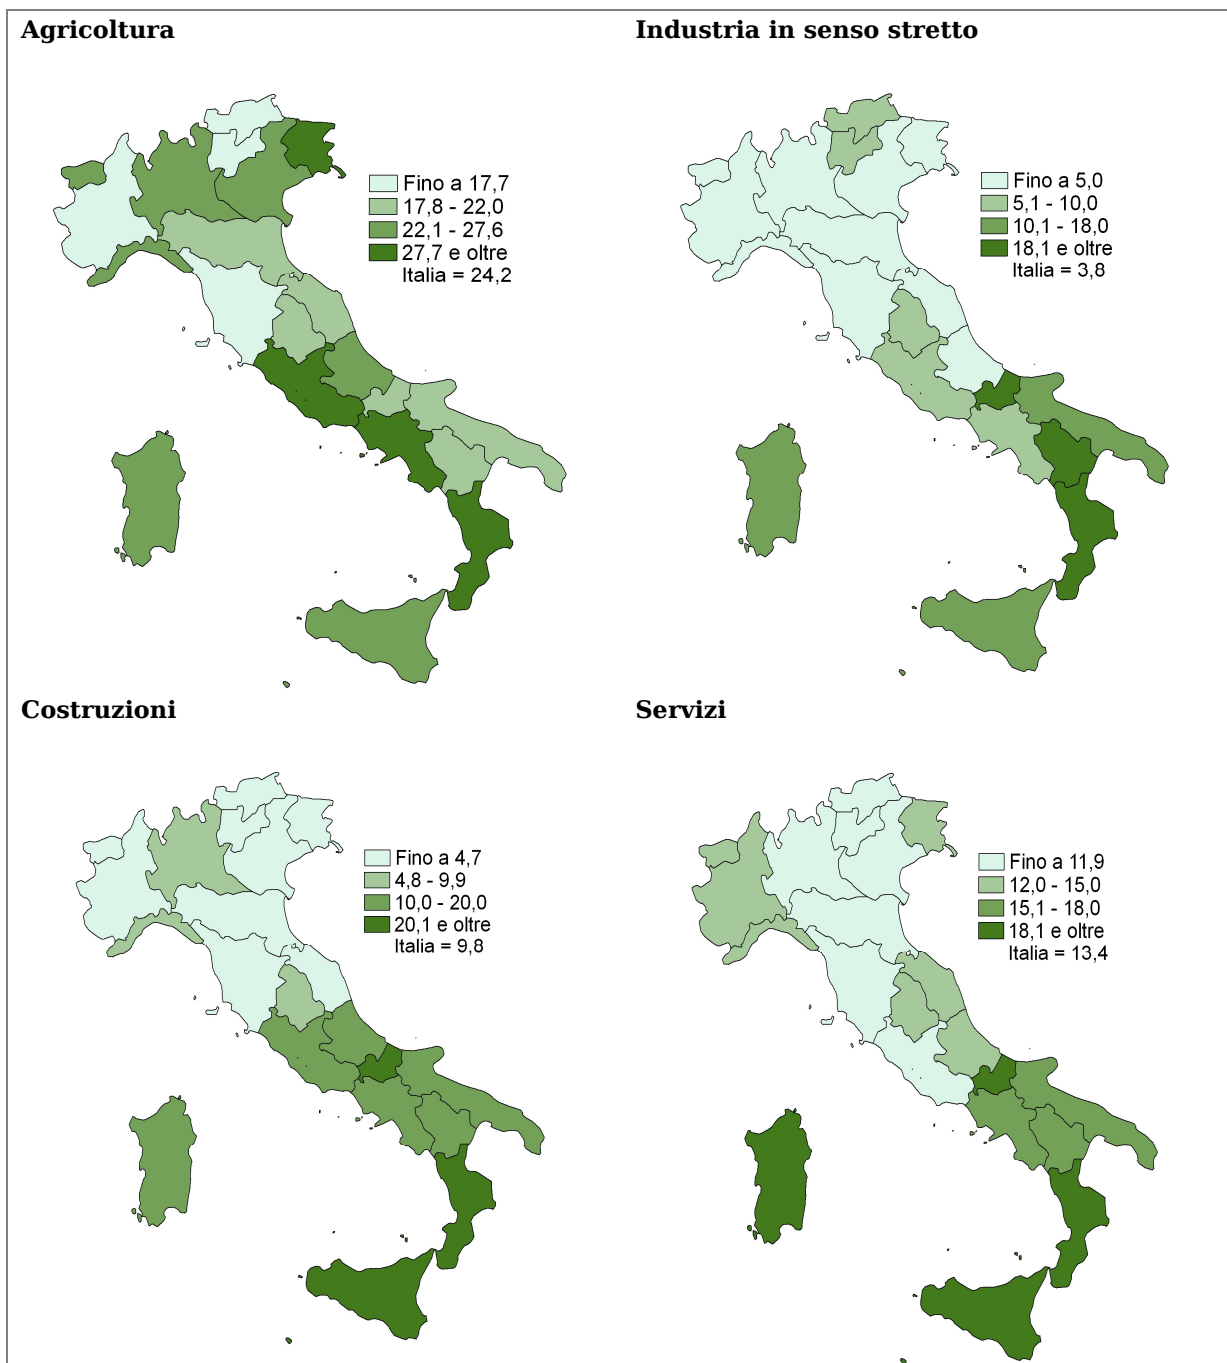 Agricoltura
Fino a 17,7
17,8 - 22,0
22,1 - 27,6
27,7 e oltre
Italia = 24,2
Industria in senso stretto
Fino a 5,0
5,1 - 10,0
10,1 - 18,0
18,1 e oltre
Italia = 3,8
Costruzioni
Fino a 4,7
4,8 - 9,9
10,0 - 20,0
20,1 e oltre
Italia = 9,8
Servizi
Fino a 11,9
12,0 - 15,0
15,1 - 18,0
18,1 e oltre
Italia = 13,4